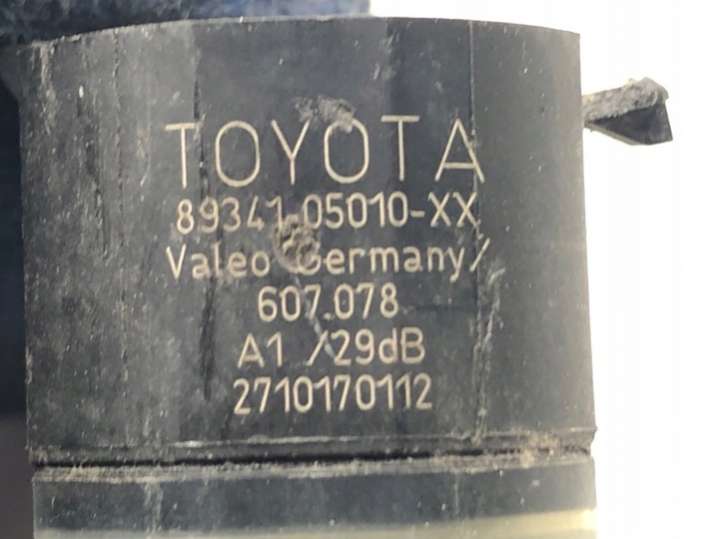 TOYOTA
89341-05010-XX
Valeo Germany/
607.078
A1 /29dB
2710170112